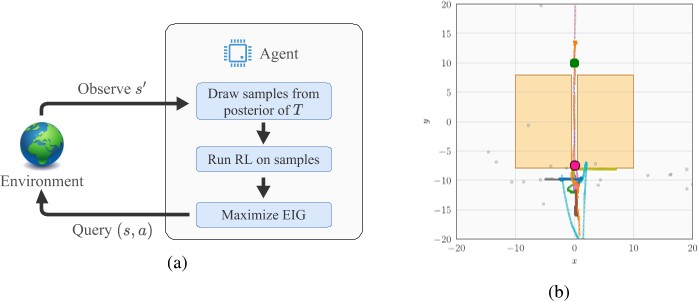 Agent
Observe s′
Draw samples from
posterior of T
Run RL on samples
Environment
Maximize EIG
Query (s, a)
(a)
20
15
10
5
0
−5
−10
−15
−20
y
−20
−10
0
10
20
x
(b)